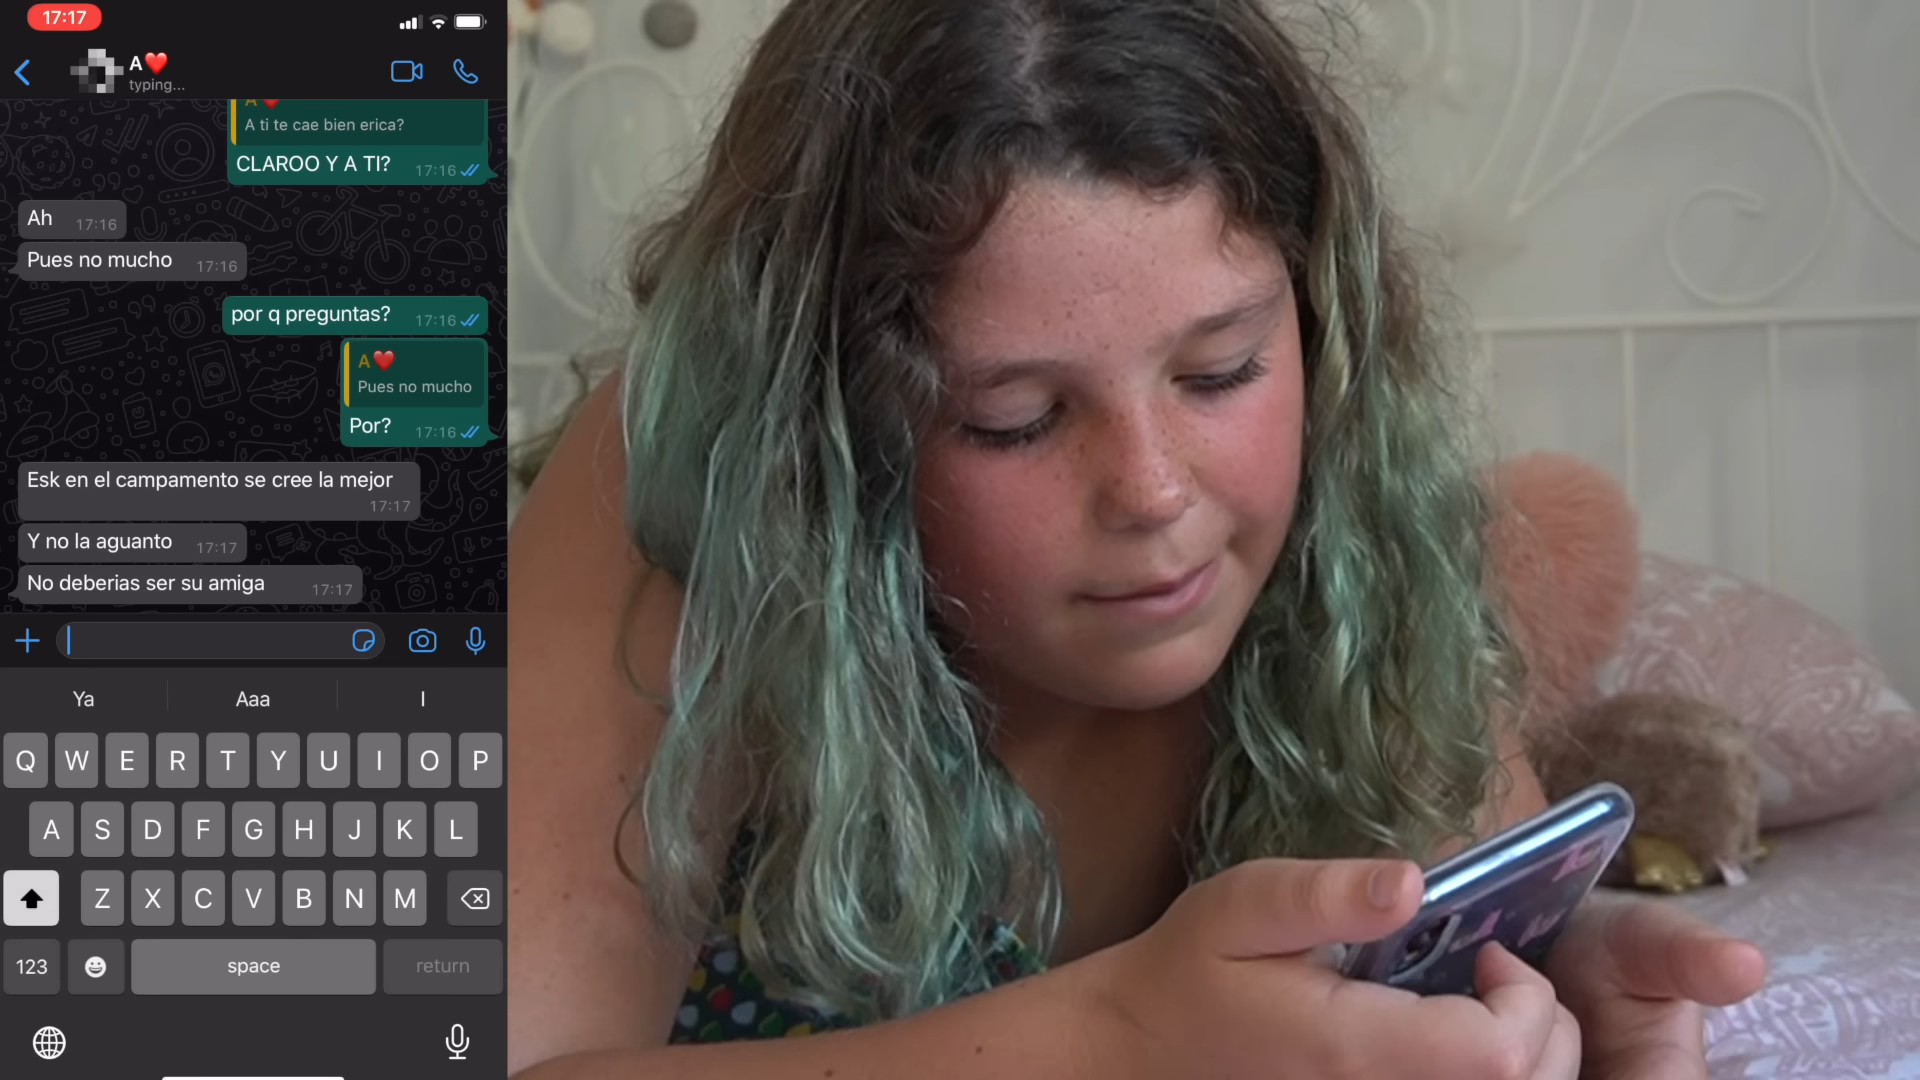 17:17
A❤️
typing...
A❤️
A ti te cae bien erica?
CLAROO Y A TI? 17:16
Ah 17:16
Pues no mucho 17:16
por q preguntas? 17:16
A❤️
Pues no mucho
Por? 17:16
Esk en el campamento se cree la mejor
17:17
Y no la aguanto 17:17
No deberias ser su amiga 17:17
Ya Aaa I
Q W E R T Y U I O P
A S D F G H J K L
Z X C V B N M
123 space return